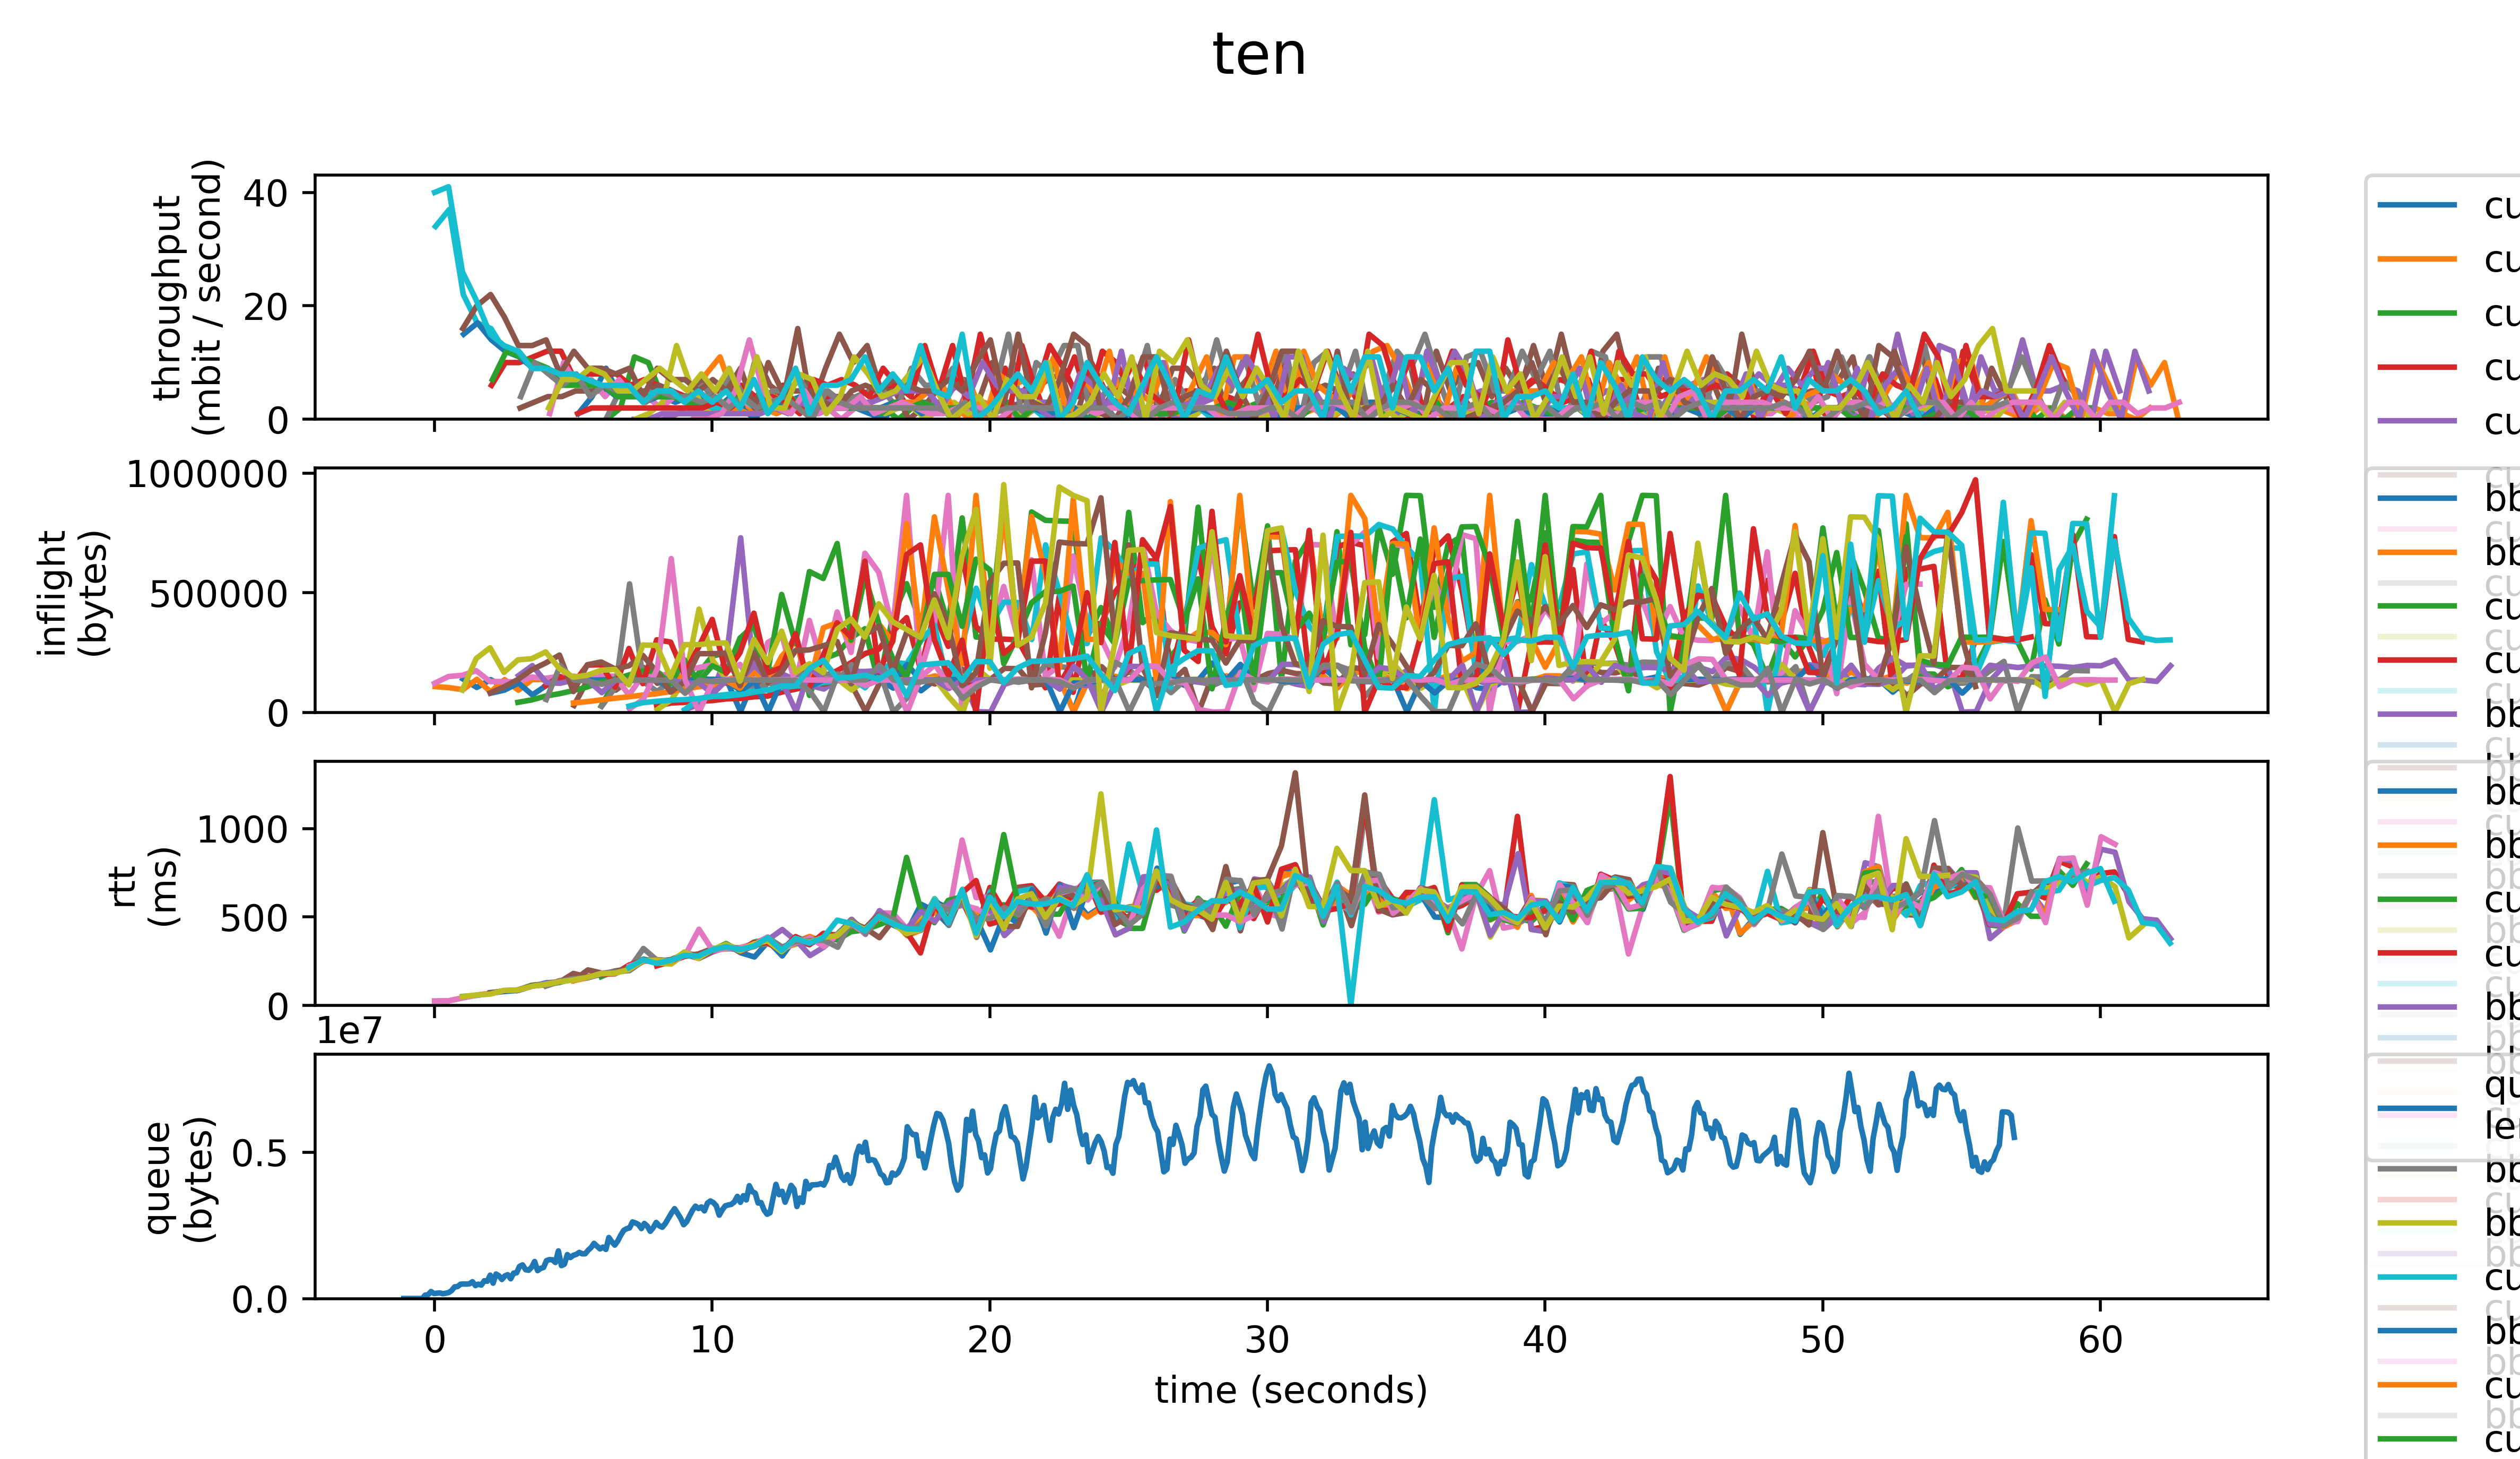 ten
throughput
(mbit / second)
40
20
0
inflight
(bytes)
1000000
500000
0
rtt
(ms)
1000
500
0
1e7
queue
(bytes)
0.5
0.0
0
10
20
30
40
50
60
time (seconds)
cu
cu
cu
cu
cu
bb
bb
cu
cu
bb
bb
bb
cu
cu
bb
qu
le
bb
bb
cu
bb
cu
cu